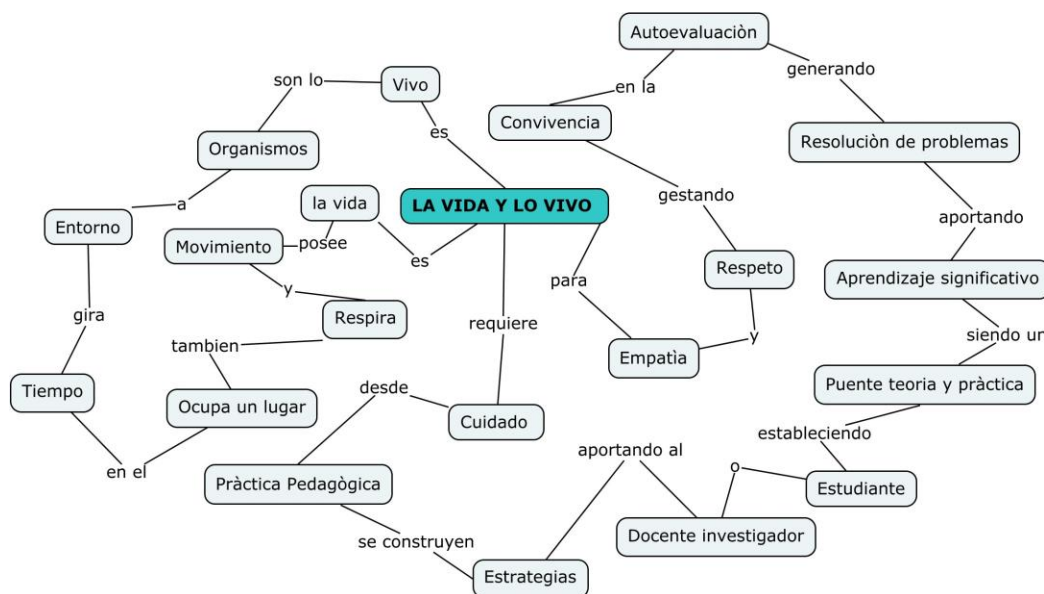 Autoevaluaciòn
generando
Vivo
son lo
en la
Convivencia
Resoluciòn de problemas
Organismos
es
gestando
LA VIDA Y LO VIVO
la vida
a
aportando
Entorno
Movimiento
posee
es
Respeto
Aprendizaje significativo
para
y
gira
Respira
requiere
siendo un
y
tambien
Empatìa
Puente teoria y pràctica
Tiempo
Ocupa un lugar
desde
Cuidado
estableciendo
aportando al
en el
o
Pràctica Pedagògica
Estudiante
Docente investigador
se construyen
Estrategias